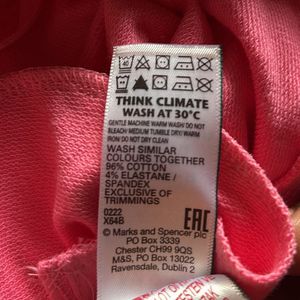 THINK CLIMATE
WASH AT 30°C
GENTLE MACHINE WARM WASH/ DO NOT
BLEACH/ MEDIUM TUMBLE DRY/ WARM
IRON/ DO NOT DRY CLEAN
WASH SIMILAR
COLOURS TOGETHER
96% COTTON
4% ELASTANE /
SPANDEX
EXCLUSIVE OF
TRIMMINGS
0222
X64B
EAC
© Marks and Spencer plc
PO Box 3339
Chester CH99 9QS
M&S, PO Box 13022
Ravensdale, Dublin 2